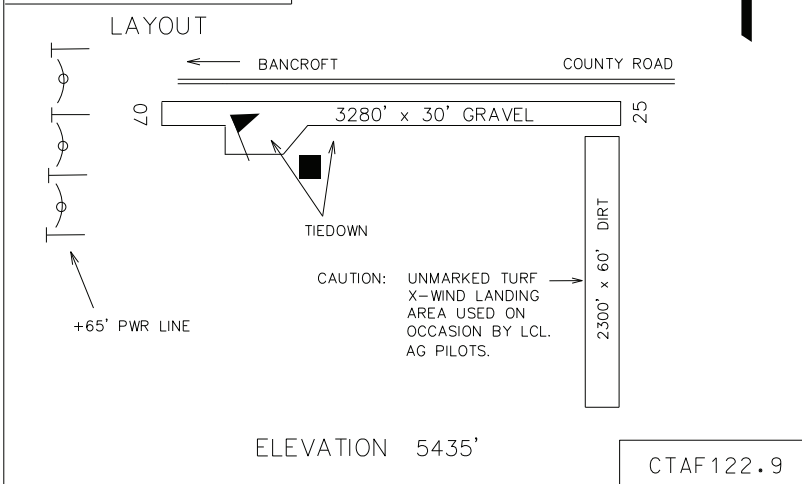 LAYOUT
BANCROFT
COUNTY ROAD
07
3280' x 30' GRAVEL
25
TIEDOWN
2300' x 60' DIRT
CAUTION: UNMARKED TURF
X-WIND LANDING
AREA USED ON
OCCASION BY LCL.
AG PILOTS.
+65' PWR LINE
ELEVATION 5435'
CTAF122.9